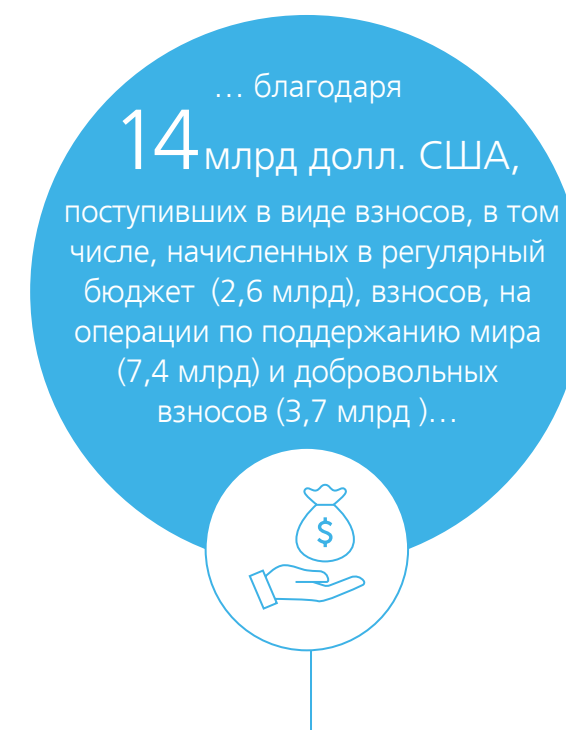 … благодаря
14 млрд долл. США,
поступивших в виде взносов, в том
числе, начисленных в регулярный
бюджет (2,6 млрд), взносов, на
операции по поддержанию мира
(7,4 млрд) и добровольных
взносов (3,7 млрд )…
$